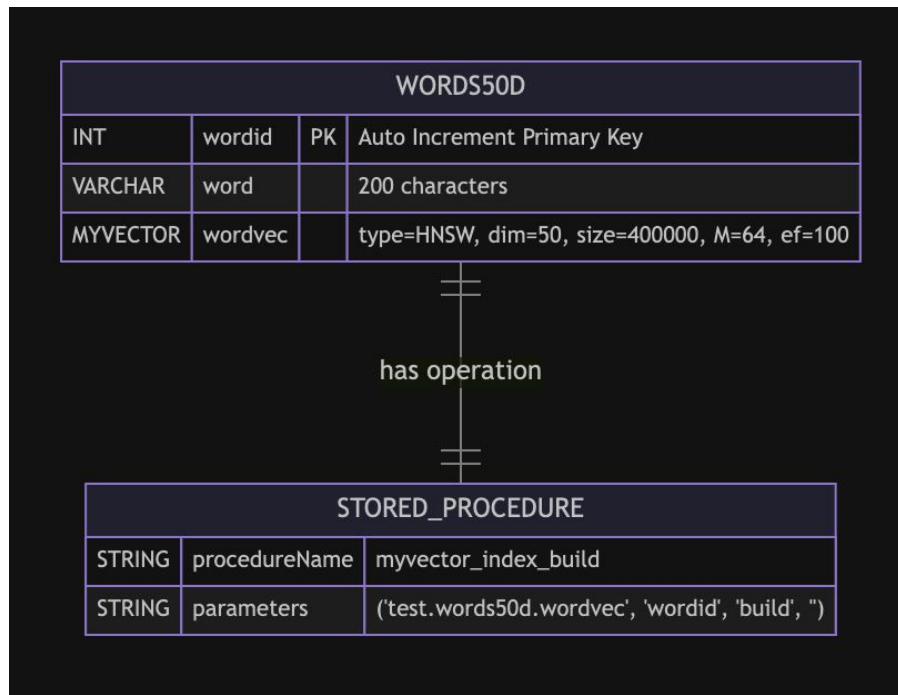 WORDS50D
INT wordid PK Auto Increment Primary Key
VARCHAR word 200 characters
MYVECTOR wordvec type=HNSW, dim=50, size=400000, M=64, ef=100
has operation
STORED_PROCEDURE
STRING procedureName myvector_index_build
STRING parameters ('test.words50d.wordvec', 'wordid', 'build', '')